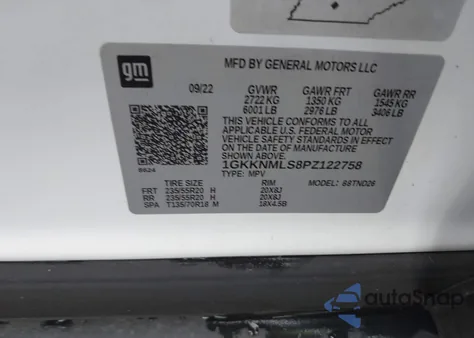 gm
MFD BY GENERAL MOTORS LLC
09/22 GVWR GAWR FRT GAWR RR
2722 KG 1350 KG 1545 KG
6001 LB 2976 LB 3406 LB
THIS VEHICLE CONFORMS TO ALL
APPLICABLE U.S. FEDERAL MOTOR
VEHICLE SAFETY STANDARDS IN EFFECT
ON THE DATE OF MANUFACTURE SHOWN ABOVE.
1GKKNMLS8PZ122758
8624 TYPE: MPV MODEL: 68TND26
TIRE SIZE RIM
FRT 235/55R20 H 20X8J
RR 235/55R20 H 20X8J
SPA T135/70R18 M 18X4.5B
autoSnap